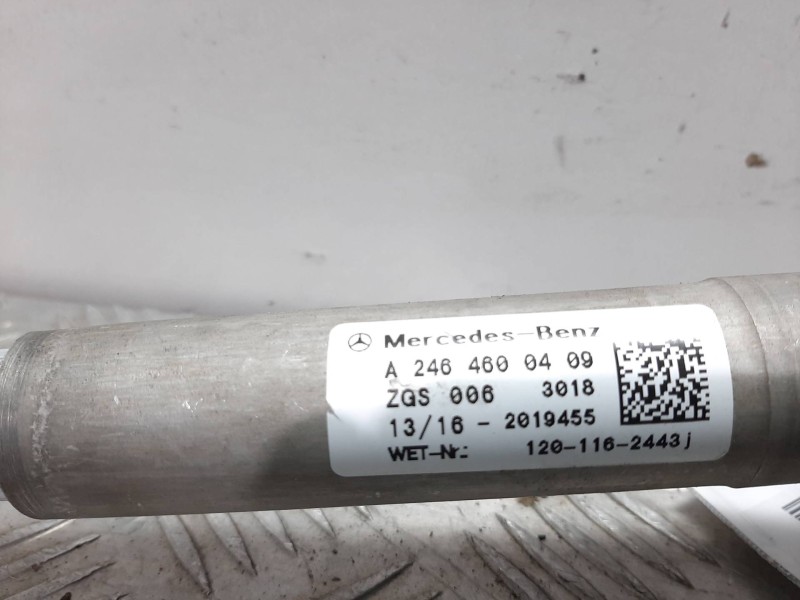 Mercedes-Benz
A 246 460 04 09
ZGS 006 3018
13/16 - 2019455
WET-Nr.: 120-116-2443j